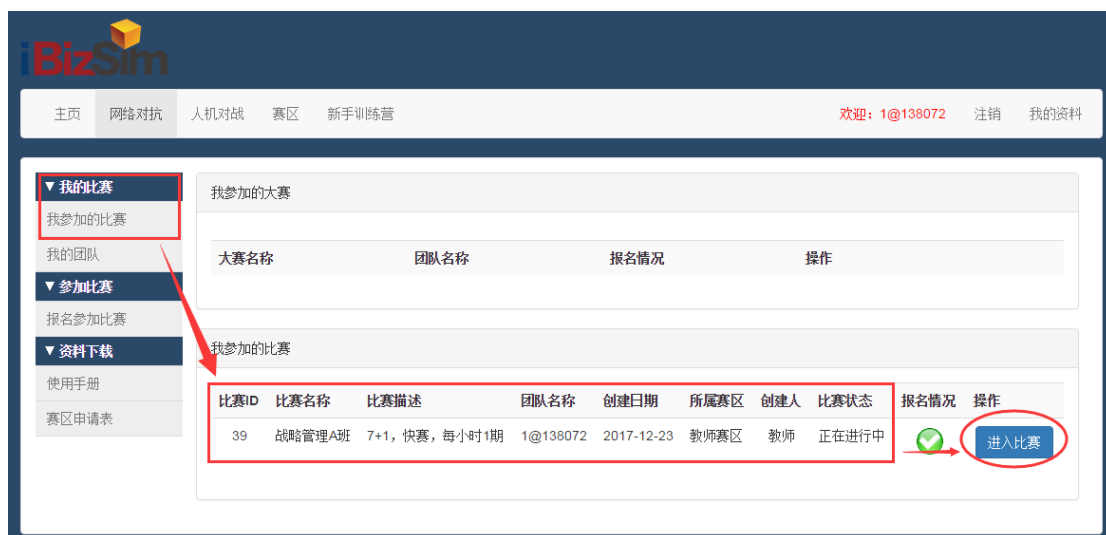 iBizSim
主页 网络对抗 人机对战 赛区 新手训练营 欢迎：1@138072 注销 我的资料
▼ 我的比赛
我参加的比赛
我的团队
▼ 参加比赛
报名参加比赛
▼ 资料下载
使用手册
赛区申请表
我参加的大赛
大赛名称 团队名称 报名情况 操作
我参加的比赛
比赛ID 比赛名称 比赛描述 团队名称 创建日期 所属赛区 创建人 比赛状态 报名情况 操作
39 战略管理A班 7+1，快赛，每小时1期 1@138072 2017-12-23 教师赛区 教师 正在进行中 进入比赛